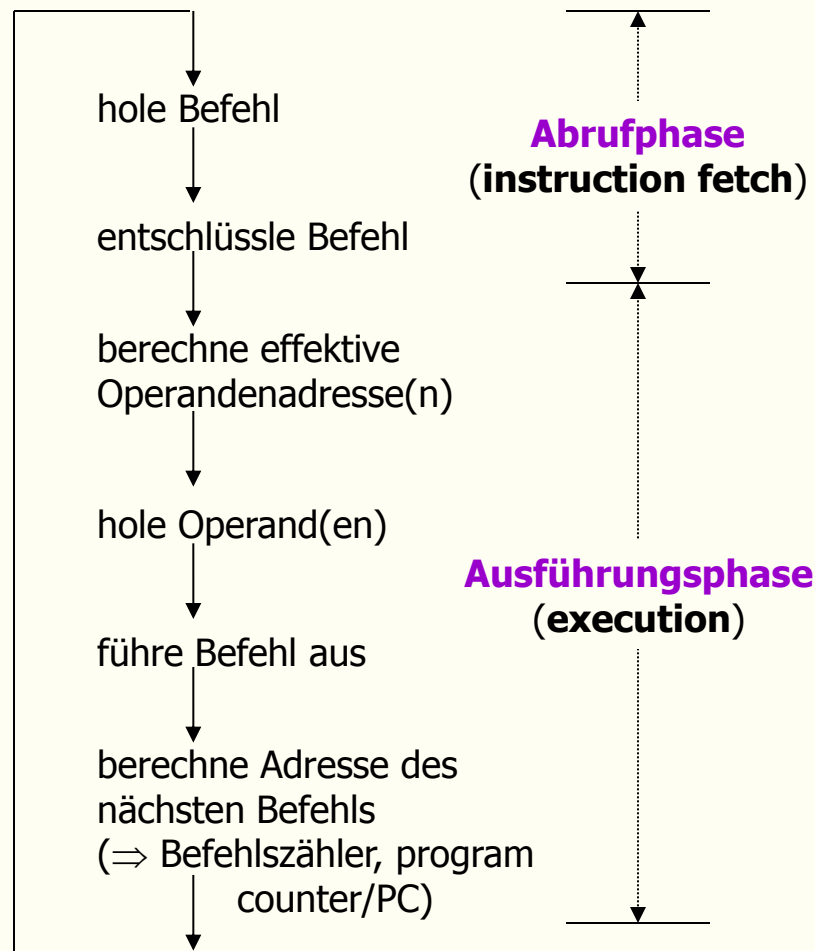 hole Befehl
entschlüssle Befehl
berechne effektive
Operandenadresse(n)
hole Operand(en)
führe Befehl aus
berechne Adresse des
nächsten Befehls
(⇒ Befehlszähler, program
counter/PC)
Abrufphase
(instruction fetch)
Ausführungsphase
(execution)